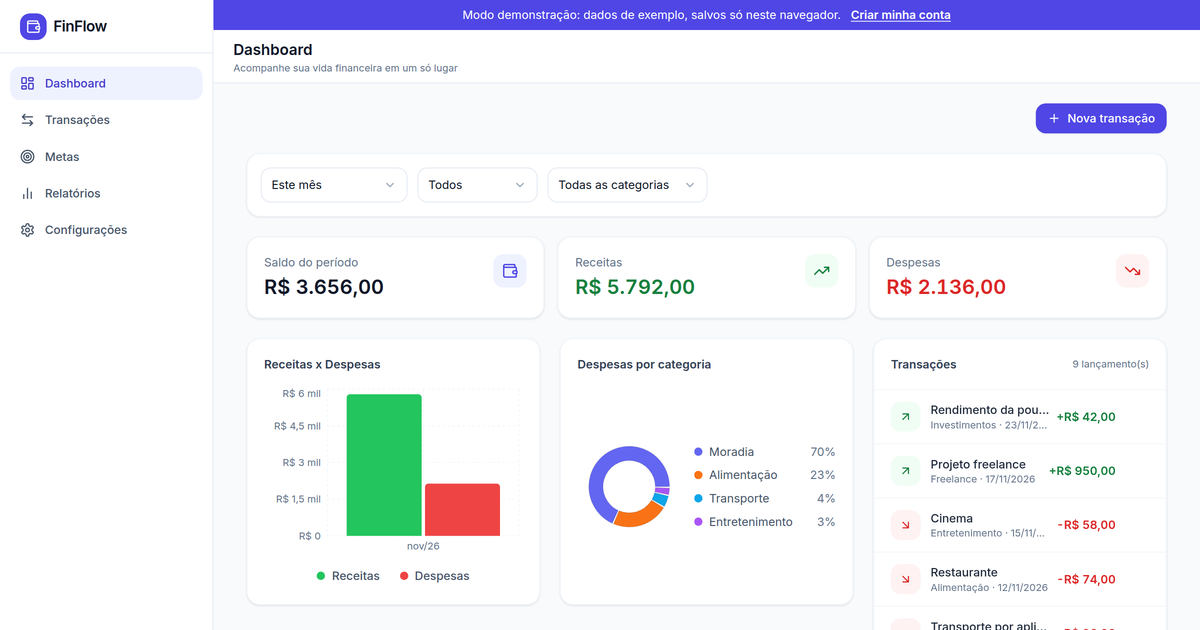 FinFlow
Modo demonstração: dados de exemplo, salvos só neste navegador. Criar minha conta
Dashboard
Acompanhe sua vida financeira em um só lugar
Dashboard
Transações
Metas
Relatórios
Configurações
+ Nova transação
Este mês
Todos
Todas as categorias
Saldo do período
R$ 3.656,00
Receitas
R$ 5.792,00
Despesas
R$ 2.136,00
Receitas x Despesas
R$ 6 mil
R$ 4,5 mil
R$ 3 mil
R$ 1,5 mil
R$ 0
nov/26
Receitas
Despesas
Despesas por categoria
Moradia 70%
Alimentação 23%
Transporte 4%
Entretenimento 3%
Transações 9 lançamento(s)
Rendimento da pou... +R$ 42,00
Investimentos · 23/11/2...
Projeto freelance +R$ 950,00
Freelance · 17/11/2026
Cinema -R$ 58,00
Entretenimento · 15/11/...
Restaurante -R$ 74,00
Alimentação · 12/11/2026
Transporte por apli...